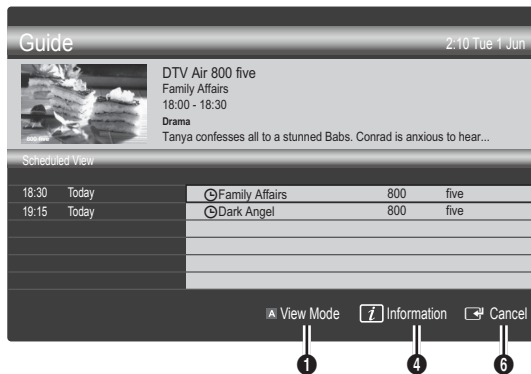 Guide 2:10 Tue 1 Jun
DTV Air 800 five
Family Affairs
18:00 - 18:30
Drama
Tanya confesses all to a stunned Babs. Conrad is anxious to hear...
800 five
Scheduled View
18:30 Today Family Affairs 800 five
19:15 Today Dark Angel 800 five
A View Mode i Information Cancel
1 4 6